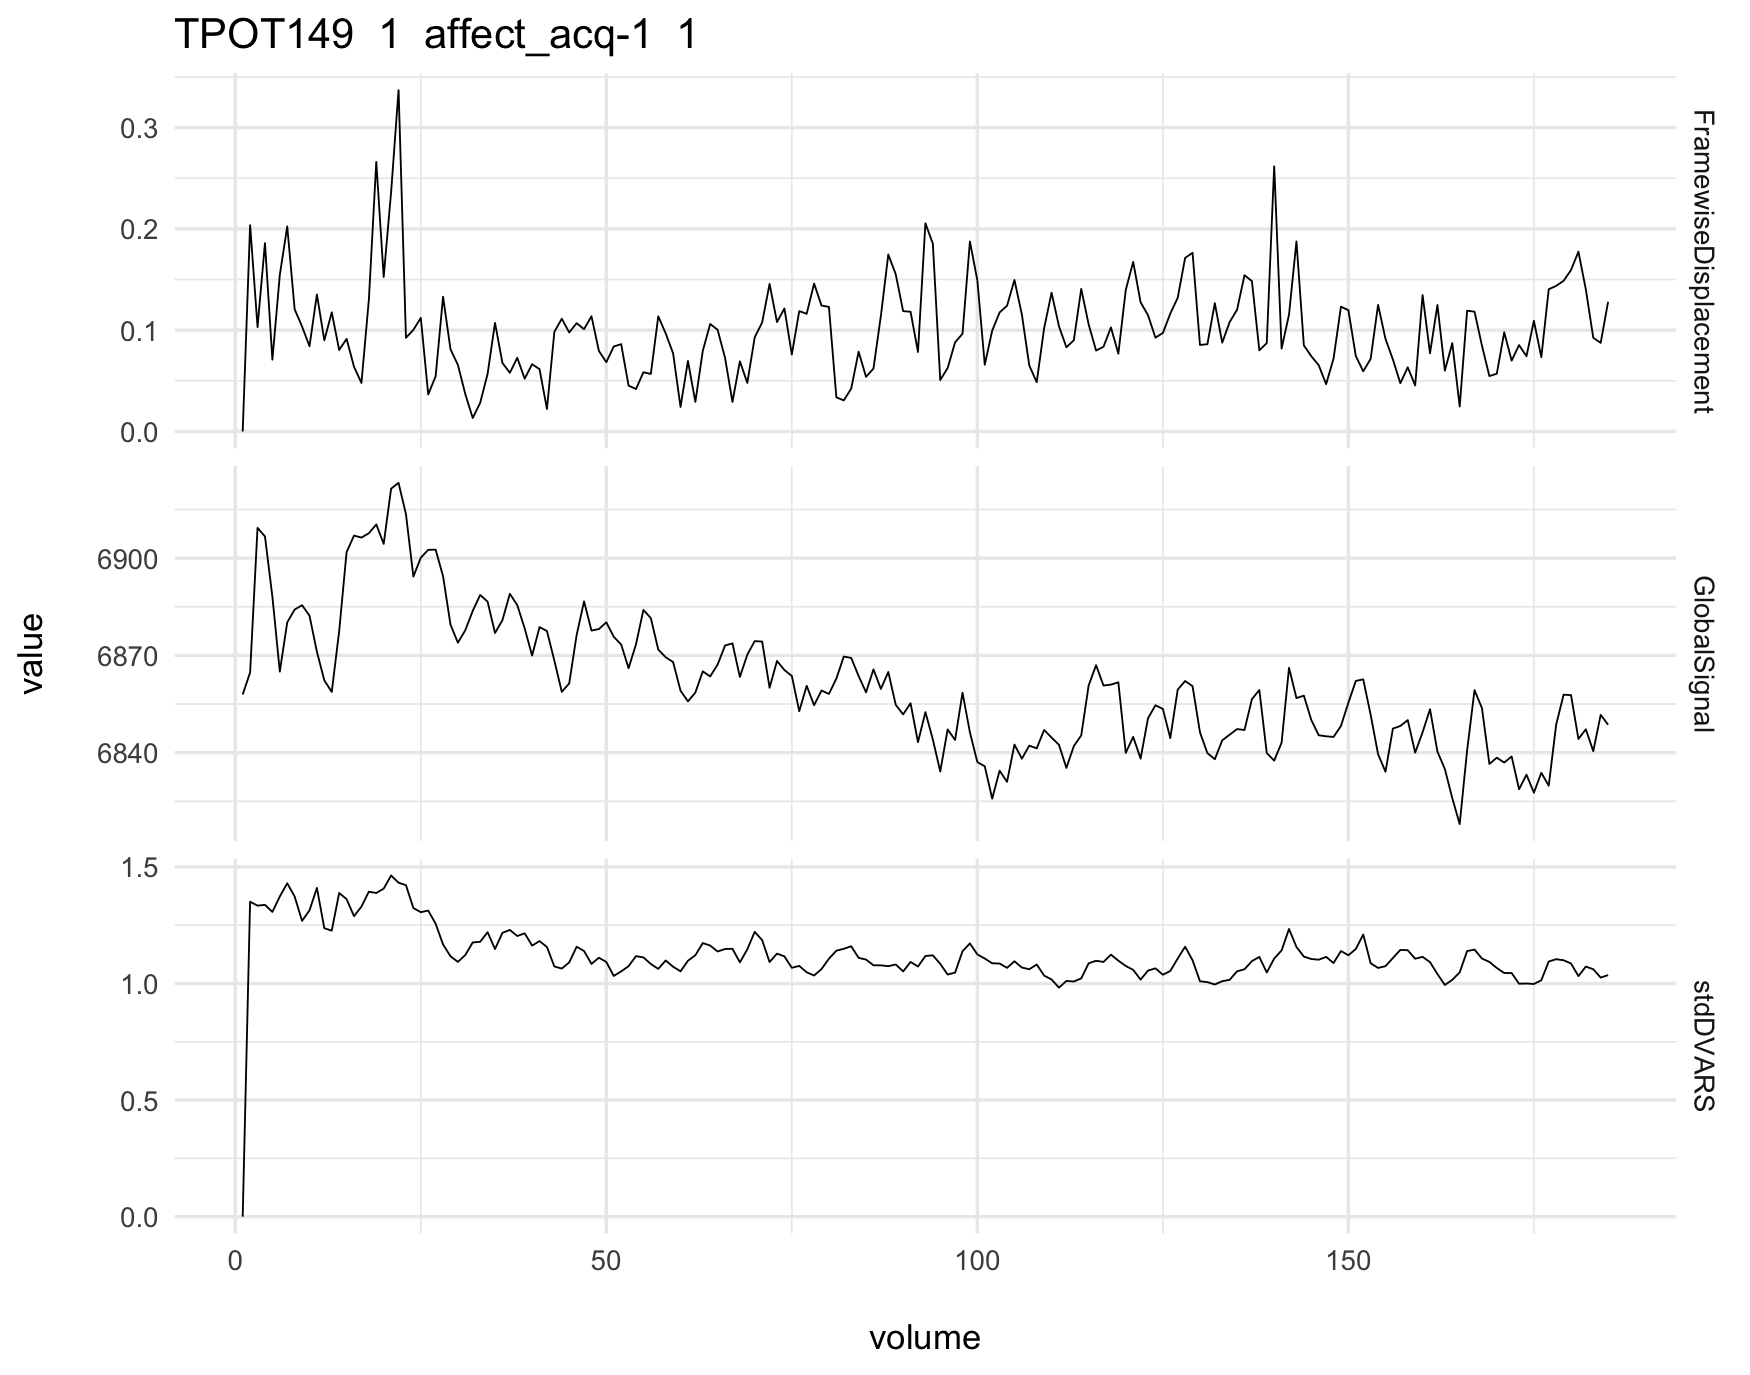 TPOT149 1 affect_acq-1 1
0.3
0.2
0.1
0.0
FramewiseDisplacement
6900
6870
6840
GlobalSignal
value
1.5
1.0
0.5
0.0
stdDVARS
0 50 100 150
volume